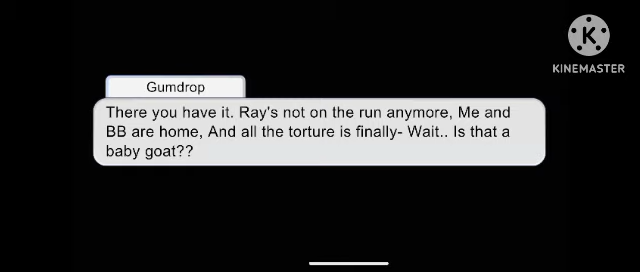 KINEMASTER
Gumdrop
There you have it. Ray's not on the run anymore, Me and
BB are home, And all the torture is finally- Wait.. Is that a
baby goat??